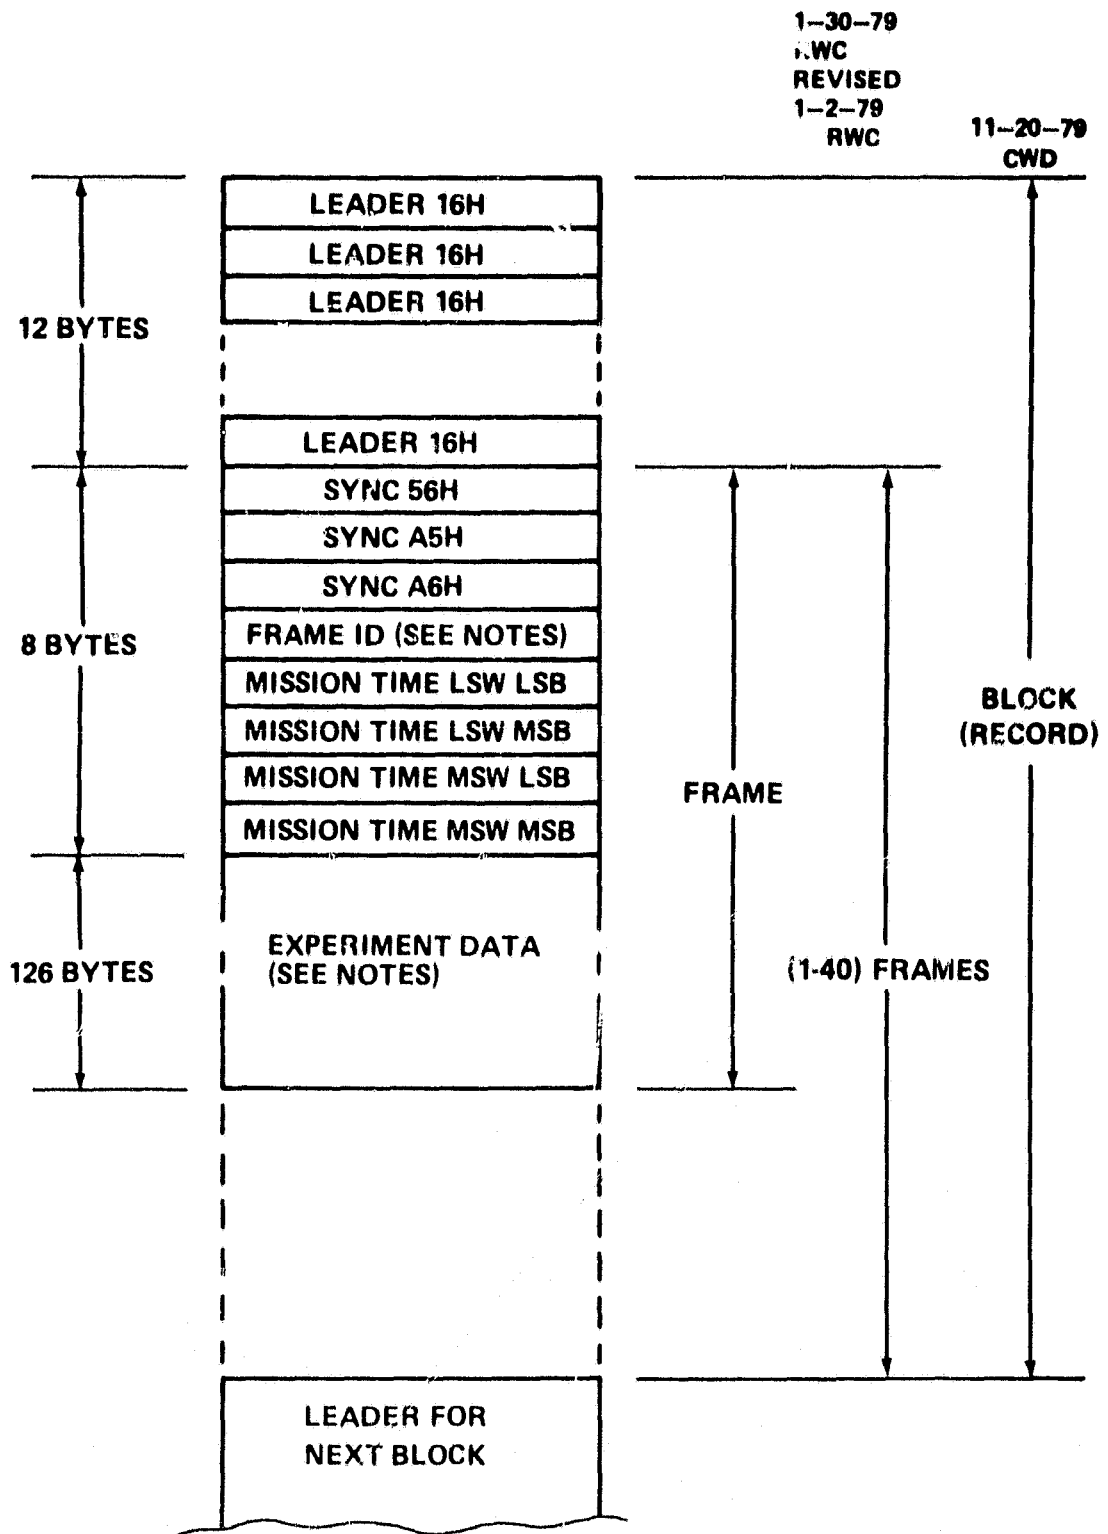 1-30-79
RWC
REVISED
1-2-79
RWC
11-20-79
CWD
LEADER 16H
LEADER 16H
LEADER 16H
12 BYTES
LEADER 16H
SYNC 56H
SYNC A5H
SYNC A6H
FRAME ID (SEE NOTES)
8 BYTES
MISSION TIME LSW LSB
MISSION TIME LSW MSB
MISSION TIME MSW LSB
MISSION TIME MSW MSB
BLOCK
(RECORD)
FRAME
EXPERIMENT DATA
(SEE NOTES)
126 BYTES
(1-40) FRAMES
LEADER FOR
NEXT BLOCK